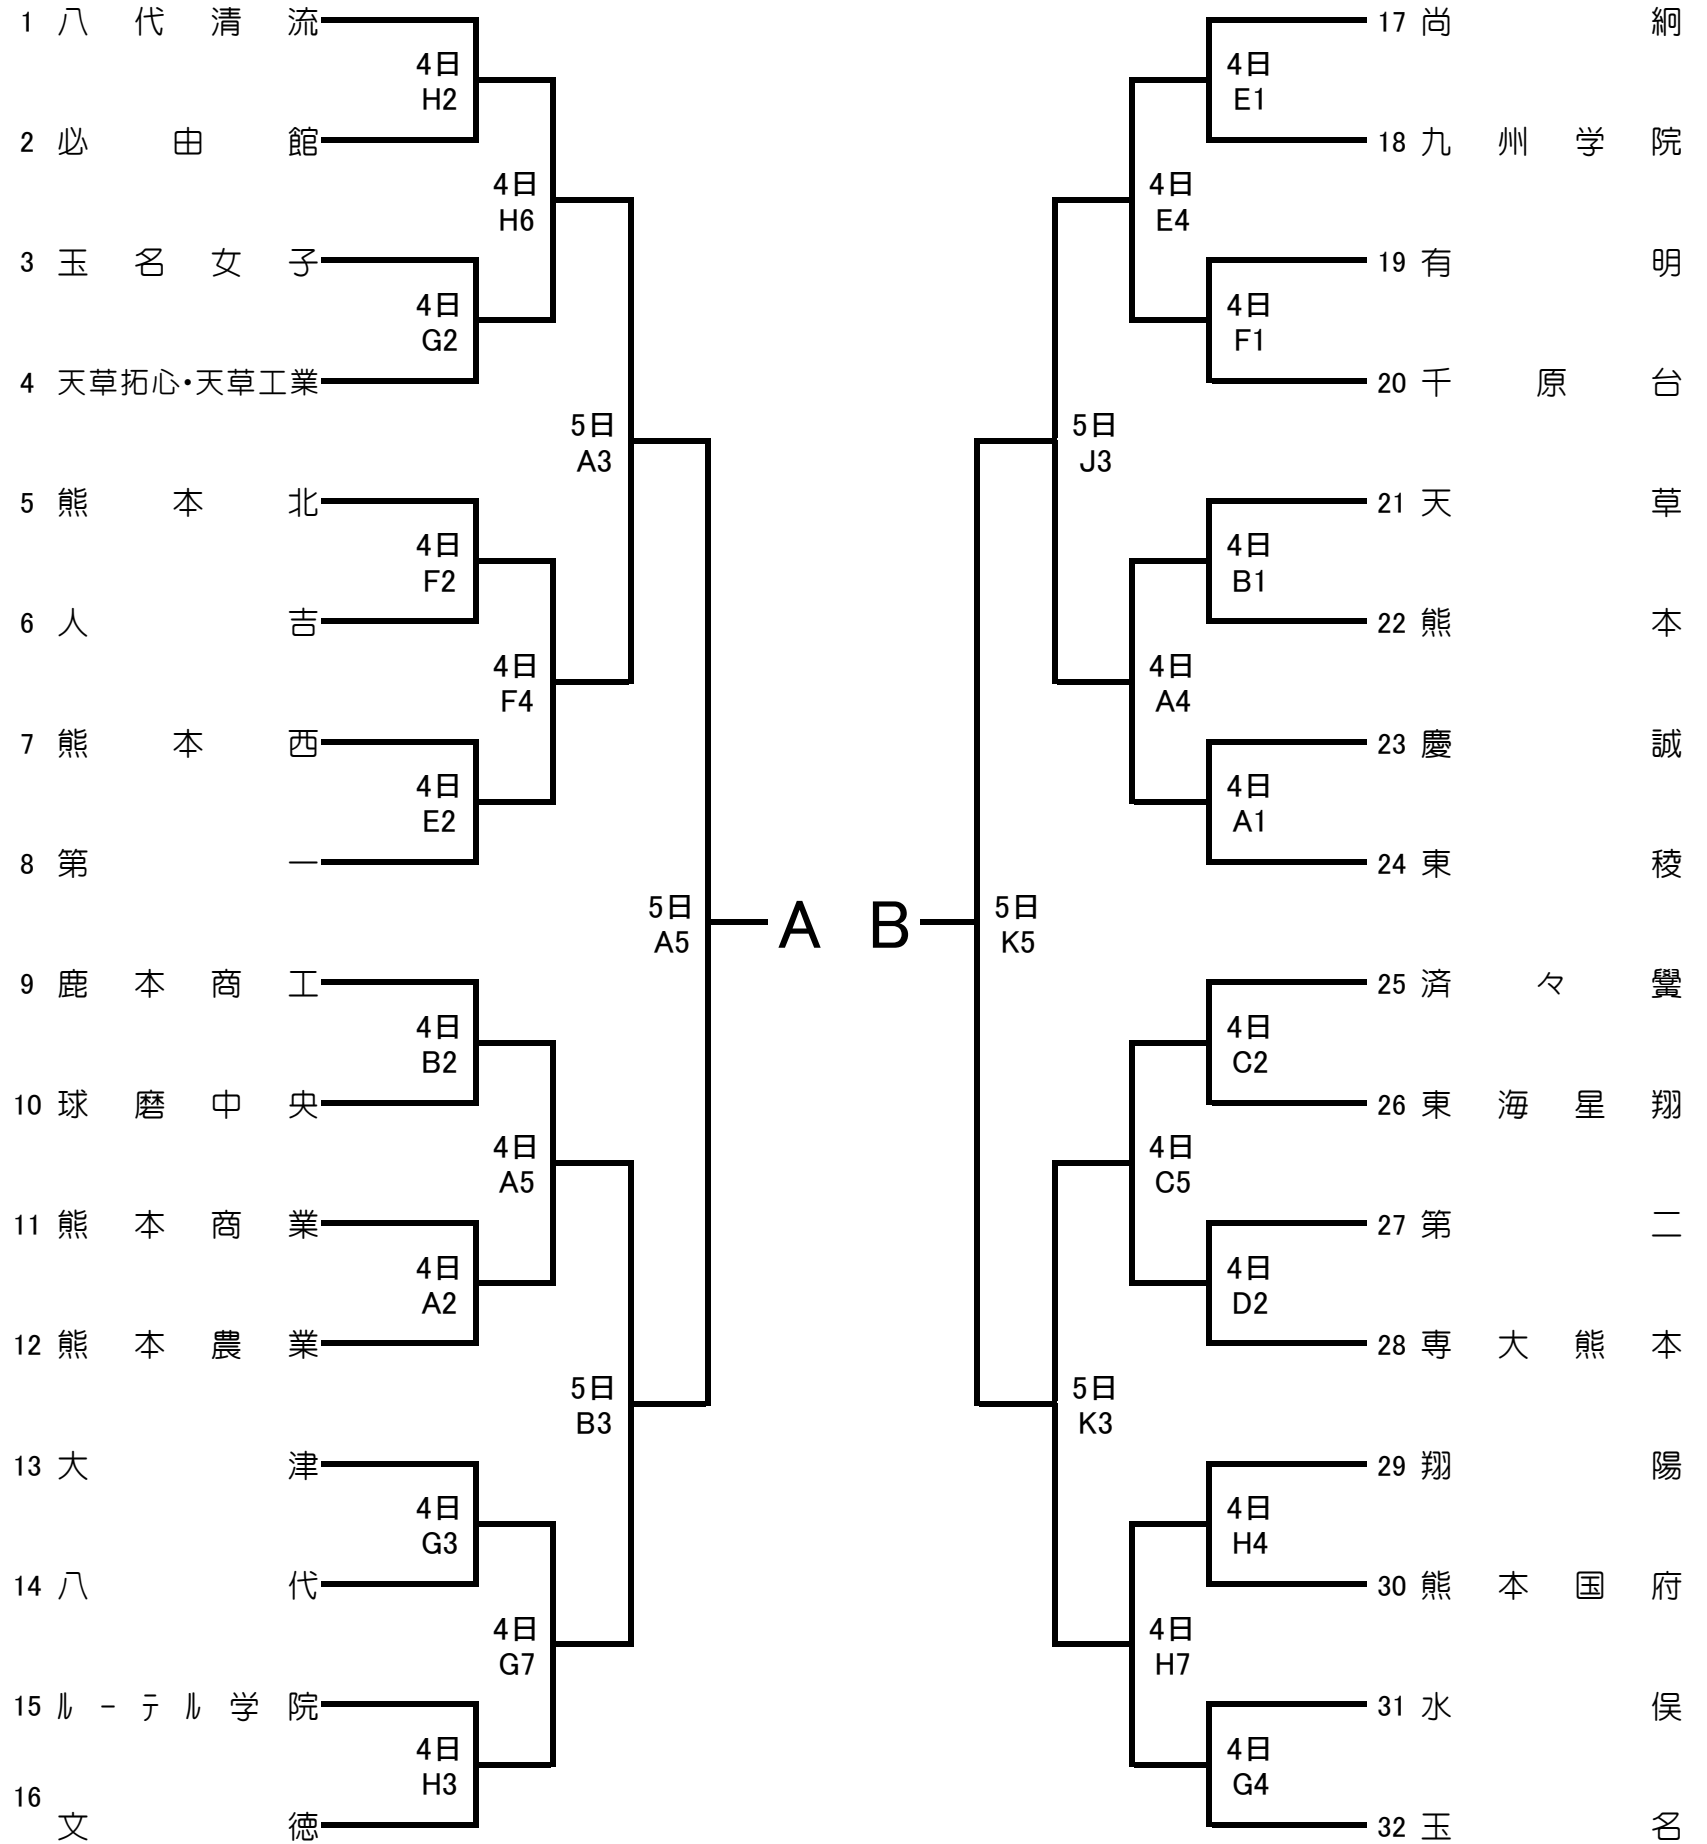 1 八代清流
4日
H2
2 必由館
4日
H6
3 玉名女子
4日
G2
4 天草拓心・天草工業
5日
A3
5 熊本北
4日
F2
6 人吉
4日
F4
7 熊本西
4日
E2
8 第一
5日
A5
A
9 鹿本商工
4日
B2
10 球磨中央
4日
A5
11 熊本商業
4日
A2
12 熊本農業
5日
B3
13 大津
4日
G3
14 八代
4日
G7
15 ﾙｰﾃﾙ学院
4日
H3
16
文徳
17 尚絅
4日
E1
18 九州学院
4日
E4
19 有明
4日
F1
20 千原台
5日
J3
21 天草
4日
B1
22 熊本
4日
A4
23 慶誠
4日
A1
24 東稜
B
5日
K5
25 済々黌
4日
C2
26 東海星翔
4日
C5
27 第二
4日
D2
28 専大熊本
5日
K3
29 翔陽
4日
H4
30 熊本国府
4日
H7
31 水俣
4日
G4
32 玉名